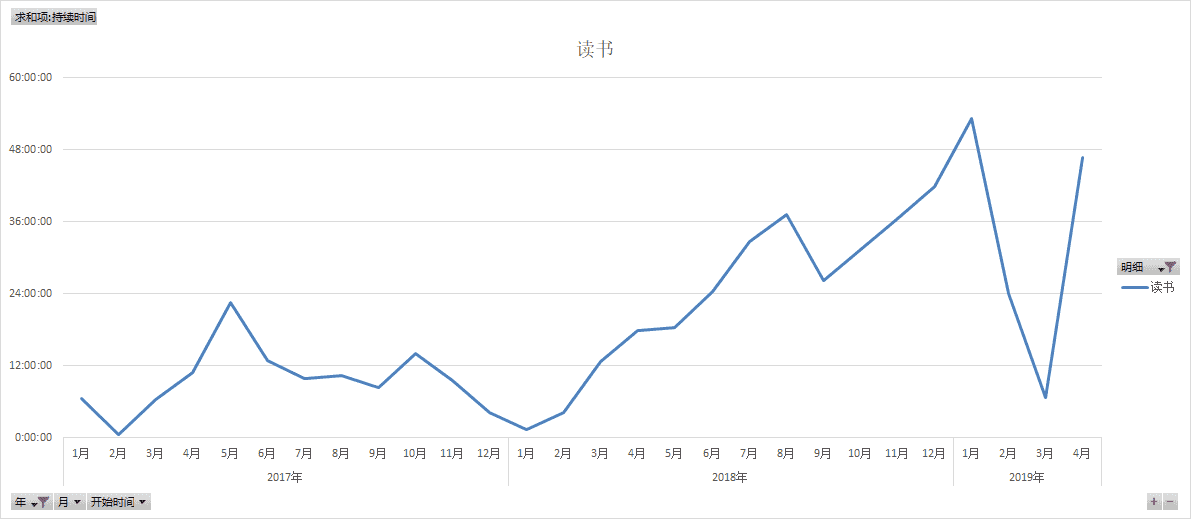 求和项:持续时间
读书
60:00:00
48:00:00
36:00:00
24:00:00
12:00:00
0:00:00
明细
读书
1月 2月 3月 4月 5月 6月 7月 8月 9月 10月 11月 12月 1月 2月 3月 4月 5月 6月 7月 8月 9月 10月 11月 12月 1月 2月 3月 4月
2017年 2018年 2019年
年 月 开始时间
+ −